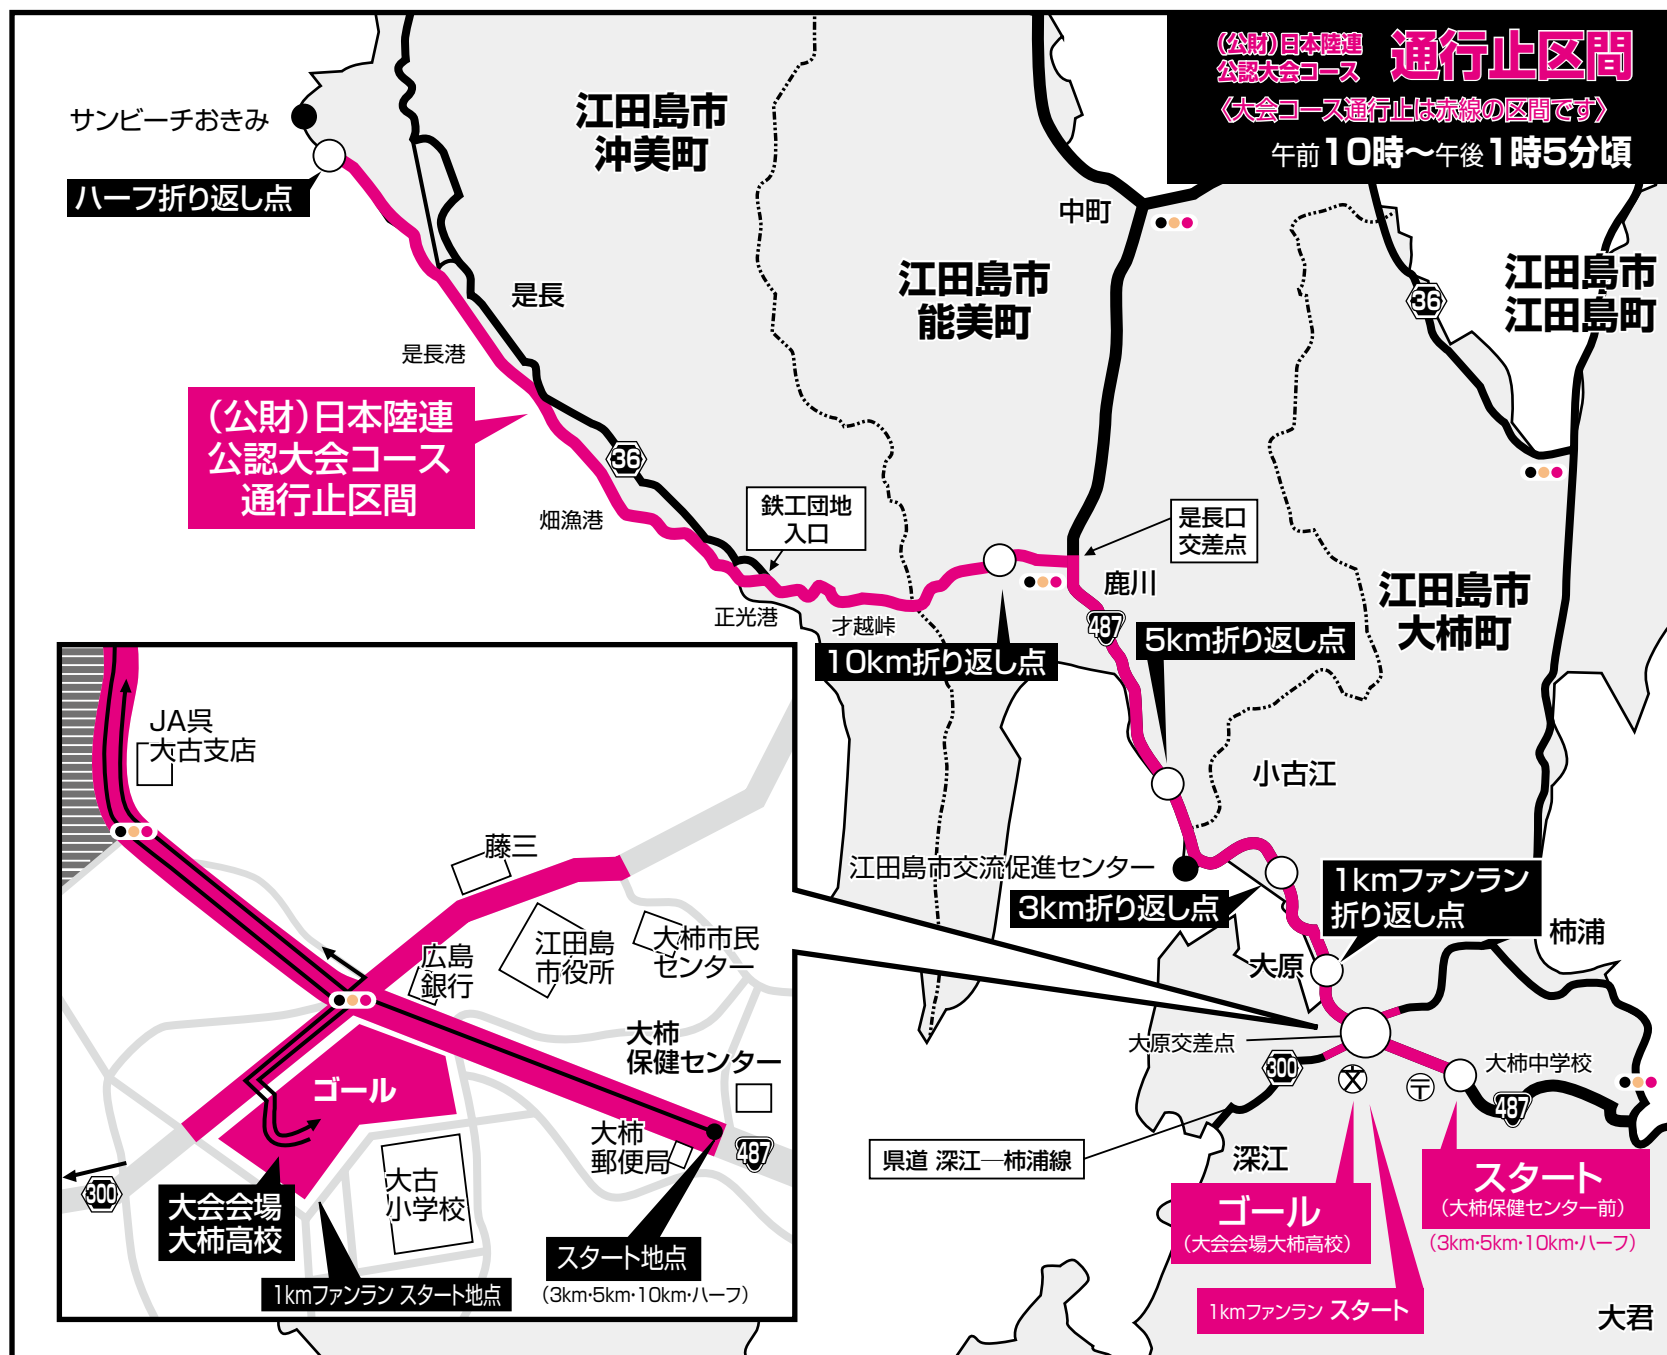 (公財)日本陸連
公認大会コース
通行止区間
〈大会コース通行止は赤線の区間です〉
午前10時～午後1時5分頃
サンビーチおきみ
ハーフ折り返し点
江田島市
沖美町
中町
江田島市
能美町
36
江田島市
江田島町
是長
是長港
(公財)日本陸連
公認大会コース
通行止区間
36
畑漁港
鉄工団地
入口
是長口
交差点
正光港
才越峠
鹿川
487
江田島市
大柿町
10km折り返し点
5km折り返し点
小古江
江田島市交流促進センター
3km折り返し点
1kmファンラン
折り返し点
柿浦
大原
大原交差点
300
文
〒
大柿中学校
487
県道 深江―柿浦線
深江
ゴール
(大会会場大柿高校)
スタート
(大柿保健センター前)
(3km・5km・10km・ハーフ)
1kmファンラン スタート
大君
JA呉
大古支店
藤三
広島
銀行
江田島
市役所
大柿市民
センター
大柿
保健センター
ゴール
大柿
郵便局
487
300
大会会場
大柿高校
大古
小学校
スタート地点
(3km・5km・10km・ハーフ)
1kmファンラン スタート地点